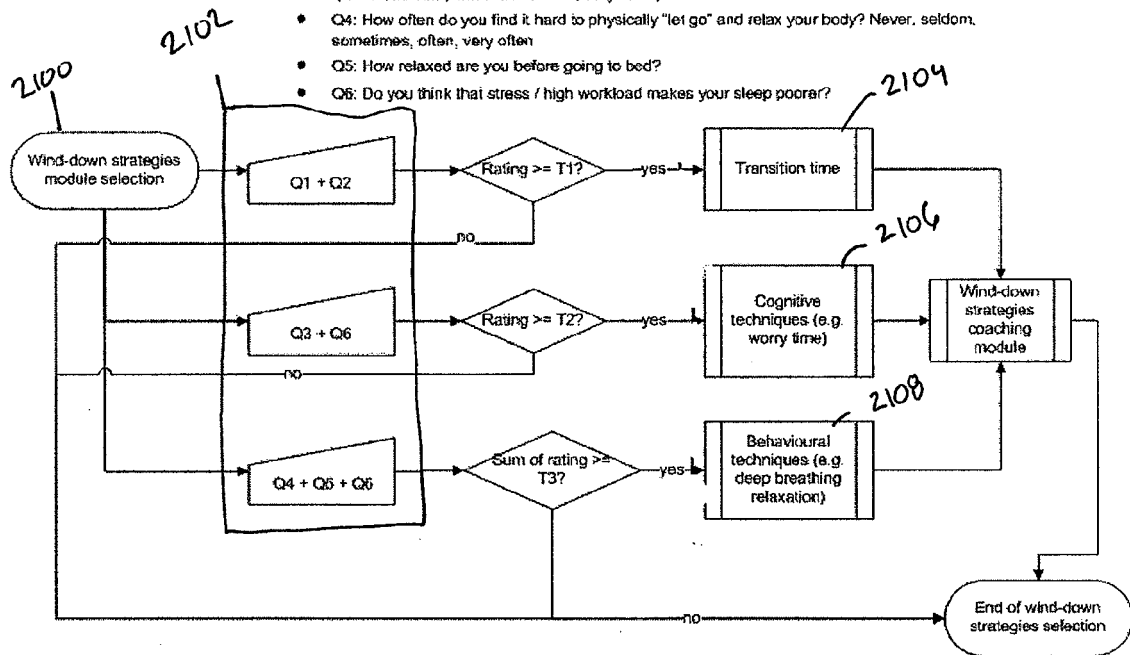 Q4: How often do you find it hard to physically "let go" and relax your body? Never, seldom,
sometimes, often, very often
Q5: How relaxed are you before going to bed?
Q6: Do you think that stress / high workload makes your sleep poorer?
2100
2102
2104
Wind-down strategies
module selection
Q1 + Q2
Rating >= T1?
yes
Transition time
no
2106
Q3 + Q6
Rating >= T2?
yes
Cognitive
techniques (e.g.
worry time)
Wind-down
strategies
coaching
module
no
2108
Q4 + Q5 + Q6
Sum of rating >=
T3?
yes
Behavioural
techniques (e.g.
deep breathing
relaxation)
no
End of wind-down
strategies selection